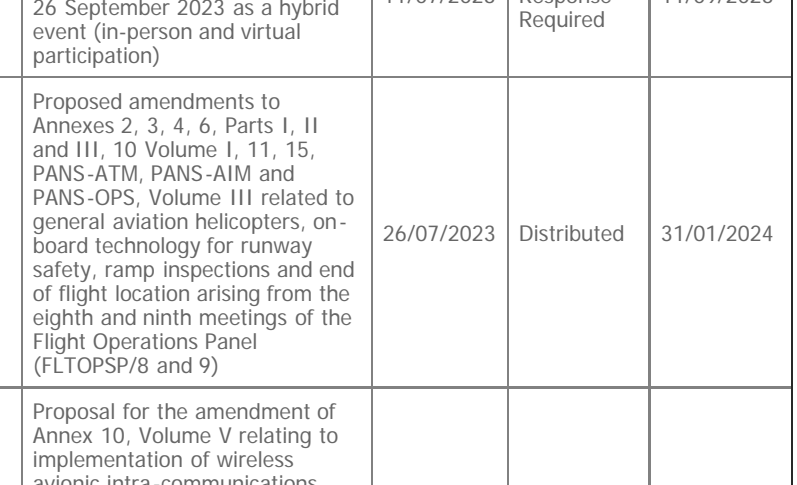 26 September 2023 as a hybrid
event (in-person and virtual
participation)
Response
Required
Proposed amendments to
Annexes 2, 3, 4, 6, Parts I, II
and III, 10 Volume I, 11, 15,
PANS-ATM, PANS-AIM and
PANS-OPS, Volume III related to
general aviation helicopters, on-
board technology for runway
safety, ramp inspections and end
of flight location arising from the
eighth and ninth meetings of the
Flight Operations Panel
(FLTOPSP/8 and 9)
26/07/2023
Distributed
31/01/2024
Proposal for the amendment of
Annex 10, Volume V relating to
implementation of wireless
avionic intra-communications